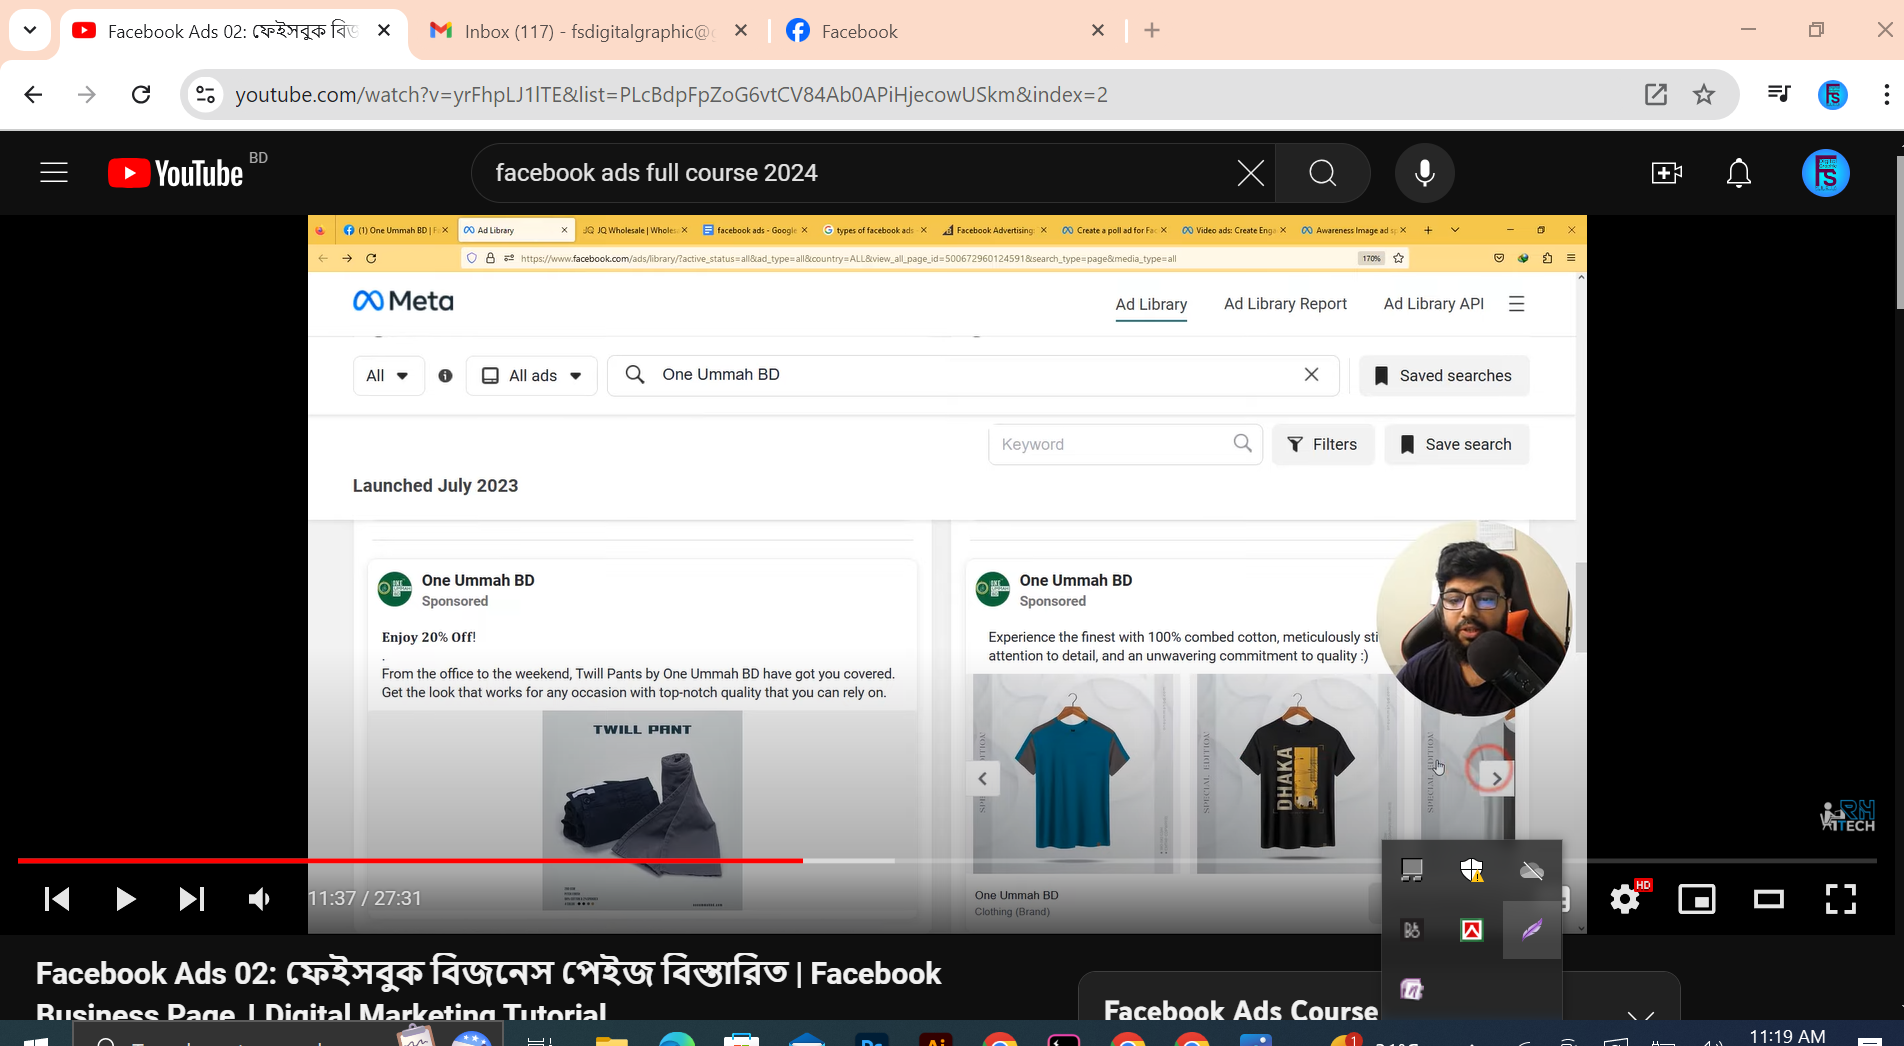 Facebook Ads 02: ফেইসবুক বিজ
Inbox (117) - fsdigitalgraphic@
Facebook
youtube.com/watch?v=yrFhpLJ1lTE&list=PLcBdpFpZoG6vtCV84Ab0APiHjecowUSkm&index=2
YouTube BD
facebook ads full course 2024
(1) One Ummah BD |
Ad Library
JQ JQ Wholesale | Wholes
facebook ads - Google
types of facebook ads
Facebook Advertising:
Create a poll ad for Fac
Video ads: Create Eng
Awareness Image ad s
https://www.facebook.com/ads/library/?active_status=all&ad_type=all&country=ALL&view_all_page_id=500672960124591&search_type=page&media_type=all
170%
Meta
Ad Library
Ad Library Report
Ad Library API
All
All ads
One Ummah BD
Saved searches
Keyword
Filters
Save search
Launched July 2023
One Ummah BD
Sponsored
Enjoy 20% Off!
.
From the office to the weekend, Twill Pants by One Ummah BD have got you covered.
Get the look that works for any occasion with top-notch quality that you can rely on.
TWILL PANT
One Ummah BD
Sponsored
Experience the finest with 100% combed cotton, meticulously sti
attention to detail, and an unwavering commitment to quality :)
SPECIAL EDITION
DHAKA
SPECIAL EDITION
One Ummah BD
Clothing (Brand)
RH
TECH
11:37 / 27:31
HD
Facebook Ads 02: ফেইসবুক বিজনেস পেইজ বিস্তারিত | Facebook
Business Page | Digital Marketing Tutorial
Facebook Ads Course
11:19 AM